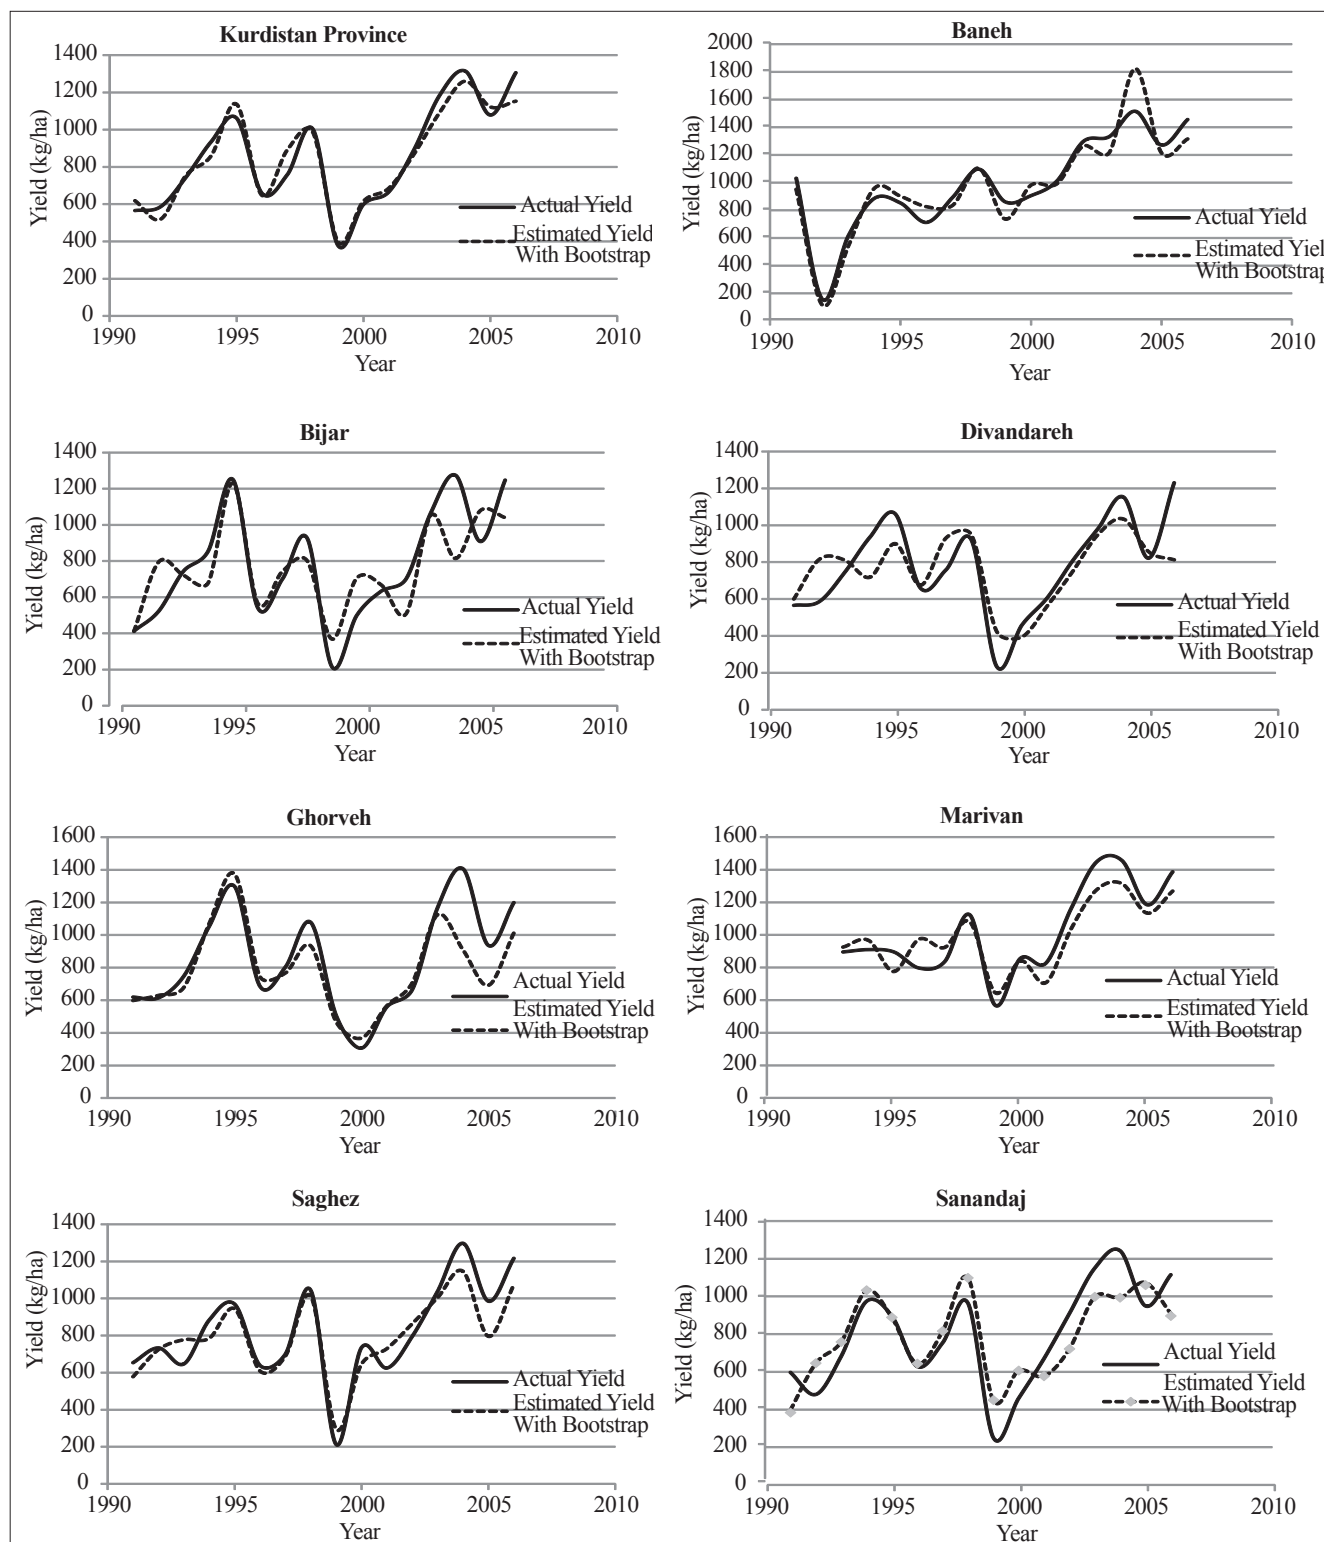 Kurdistan Province
1400
1200
1000
800
600
400
200
0
Yield (kg/ha)
Actual Yield
Estimated Yield
With Bootstrap
1990 1995 2000 2005 2010
Year
Baneh
2000
1800
1600
1400
1200
1000
800
600
400
200
0
Yield (kg/ha)
Actual Yield
Estimated Yield
With Bootstrap
1990 1995 2000 2005 2010
Year
Bijar
1400
1200
1000
800
600
400
200
0
Yield (kg/ha)
Actual Yield
Estimated Yield
With Bootstrap
1990 1995 2000 2005 2010
Year
Divandareh
1400
1200
1000
800
600
400
200
0
Yield (kg/ha)
Actual Yield
Estimated Yield
With Bootstrap
1990 1995 2000 2005 2010
Year
Ghorveh
1600
1400
1200
1000
800
600
400
200
0
Yield (kg/ha)
Actual Yield
Estimated Yield
With Bootstrap
1990 1995 2000 2005 2010
Year
Marivan
1600
1400
1200
1000
800
600
400
200
0
Yield (kg/ha)
Actual Yield
Estimated Yield
With Bootstrap
1990 1995 2000 2005 2010
Year
Saghez
1400
1200
1000
800
600
400
200
0
Yield (kg/ha)
Actual Yield
Estimated Yield
With Bootstrap
1990 1995 2000 2005 2010
Year
Sanandaj
1400
1200
1000
800
600
400
200
0
Yield (kg/ha)
Actual Yield
Estimated Yield
With Bootstrap
1990 1995 2000 2005 2010
Year